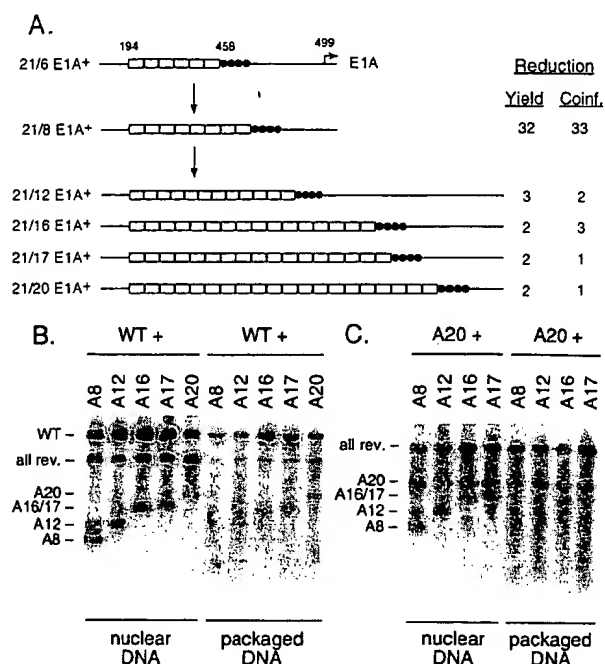 A.
194 458 499
21/6 E1A+ E1A
Reduction
Yield Coinf.
21/8 E1A+ 32 33
21/12 E1A+ 3 2
21/16 E1A+ 2 3
21/17 E1A+ 2 1
21/20 E1A+ 2 1
B. WT + WT + C. A20 + A20 +
A8 A12 A16 A17 A20 A8 A12 A16 A17 A20 A8 A12 A16 A17 A8 A12 A16 A17
WT –
all rev. –
A20 –
A16/17 –
A12 –
A8 –
all rev. –
A20 –
A16/17 –
A12 –
A8 –
nuclear DNA packaged DNA nuclear DNA packaged DNA